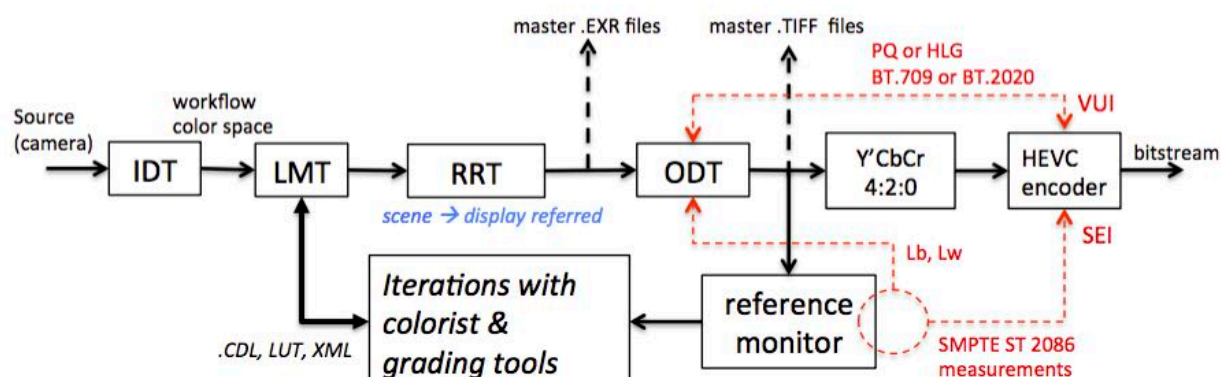 master .EXR files
master .TIFF files
PQ or HLG
BT.709 or BT.2020
VUI
Source
(camera)
workflow
color space
IDT
LMT
RRT
ODT
Y'CbCr
4:2:0
HEVC
encoder
bitstream
scene → display referred
SEI
Lb, Lw
Iterations with
colorist &
grading tools
reference
monitor
.CDL, LUT, XML
SMPTE ST 2086
measurements